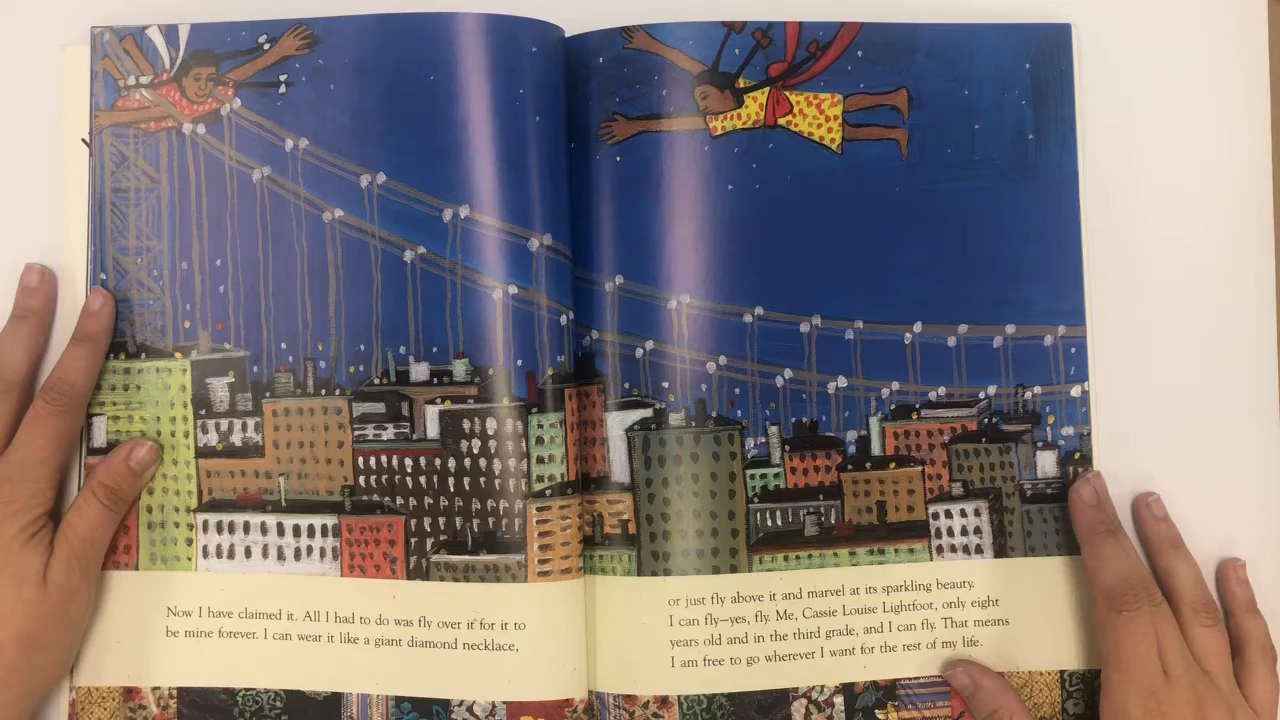 Now I have claimed it. All I had to do was fly over it for it to
be mine forever. I can wear it like a giant diamond necklace,
or just fly above it and marvel at its sparkling beauty.
I can fly—yes, fly. Me, Cassie Louise Lightfoot, only eight
years old and in the third grade, and I can fly. That means
I am free to go wherever I want for the rest of my life.